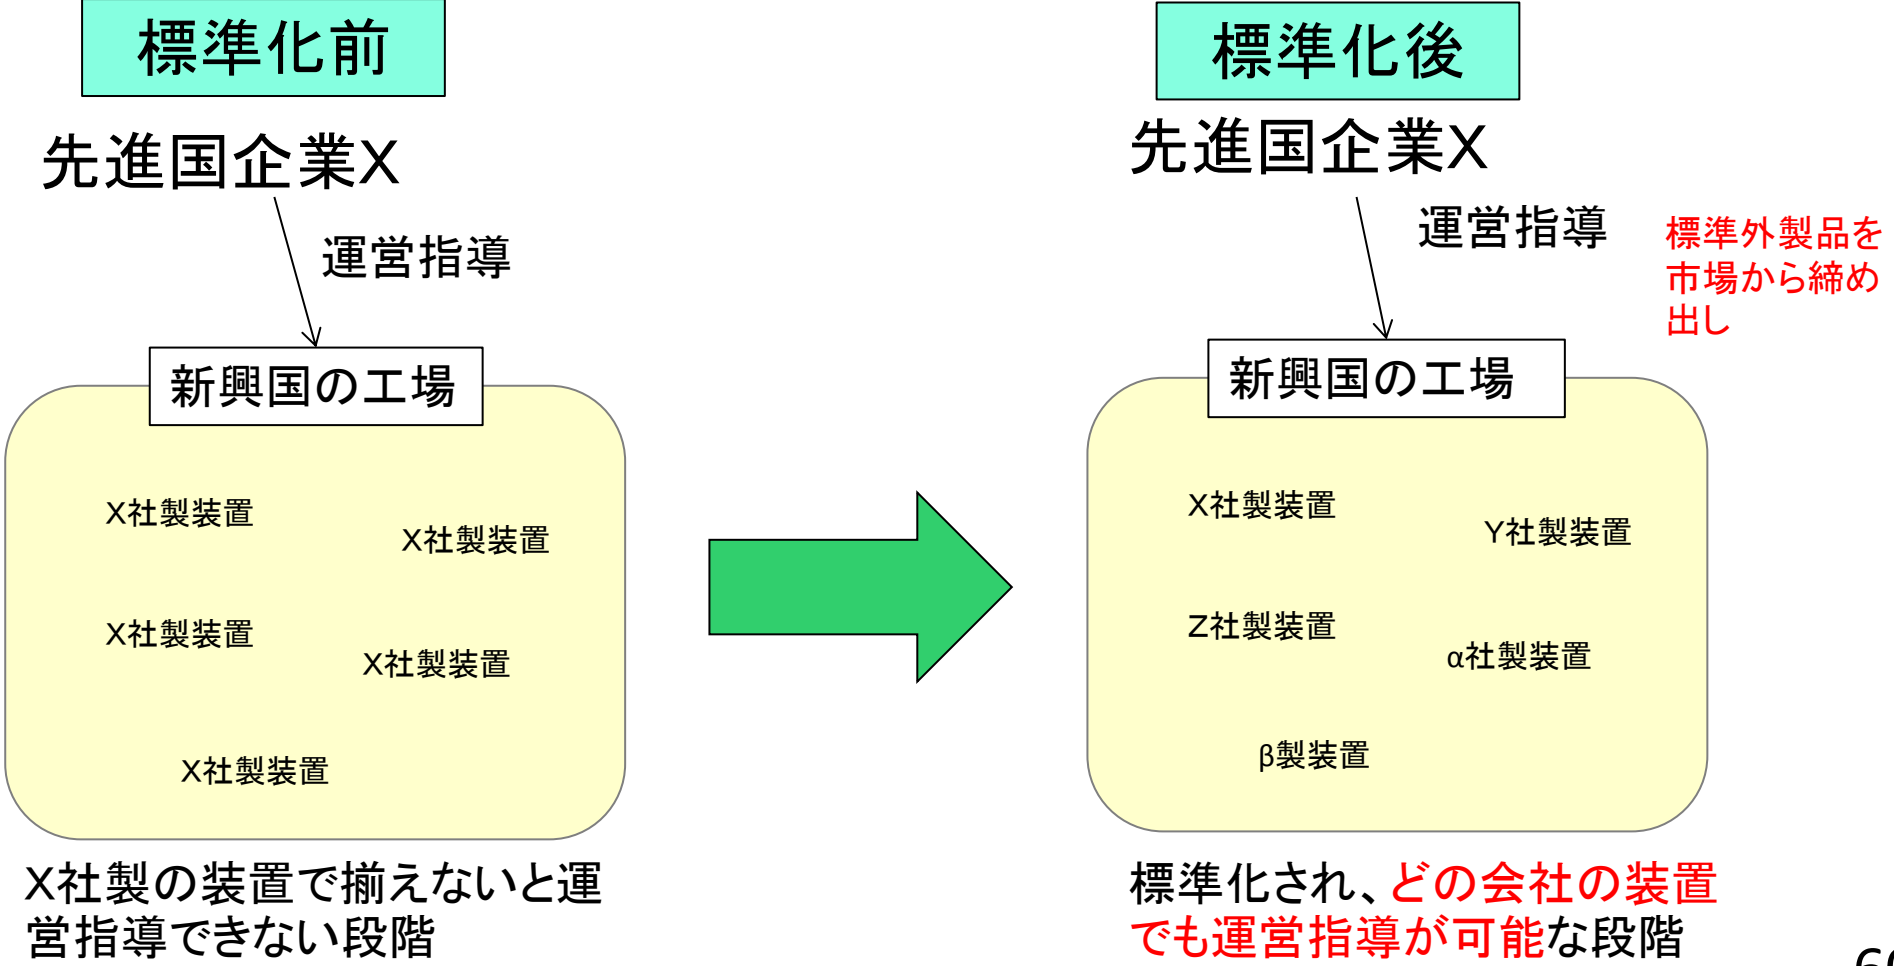 標準化前
先進国企業X
運営指導
新興国の工場
X社製装置
X社製装置
X社製装置
X社製装置
X社製装置
X社製の装置で揃えないと運
営指導できない段階
標準化後
先進国企業X
運営指導
標準外製品を
市場から締め
出し
新興国の工場
X社製装置
Y社製装置
Z社製装置
α社製装置
β製装置
標準化され、どの会社の装置
でも運営指導が可能な段階